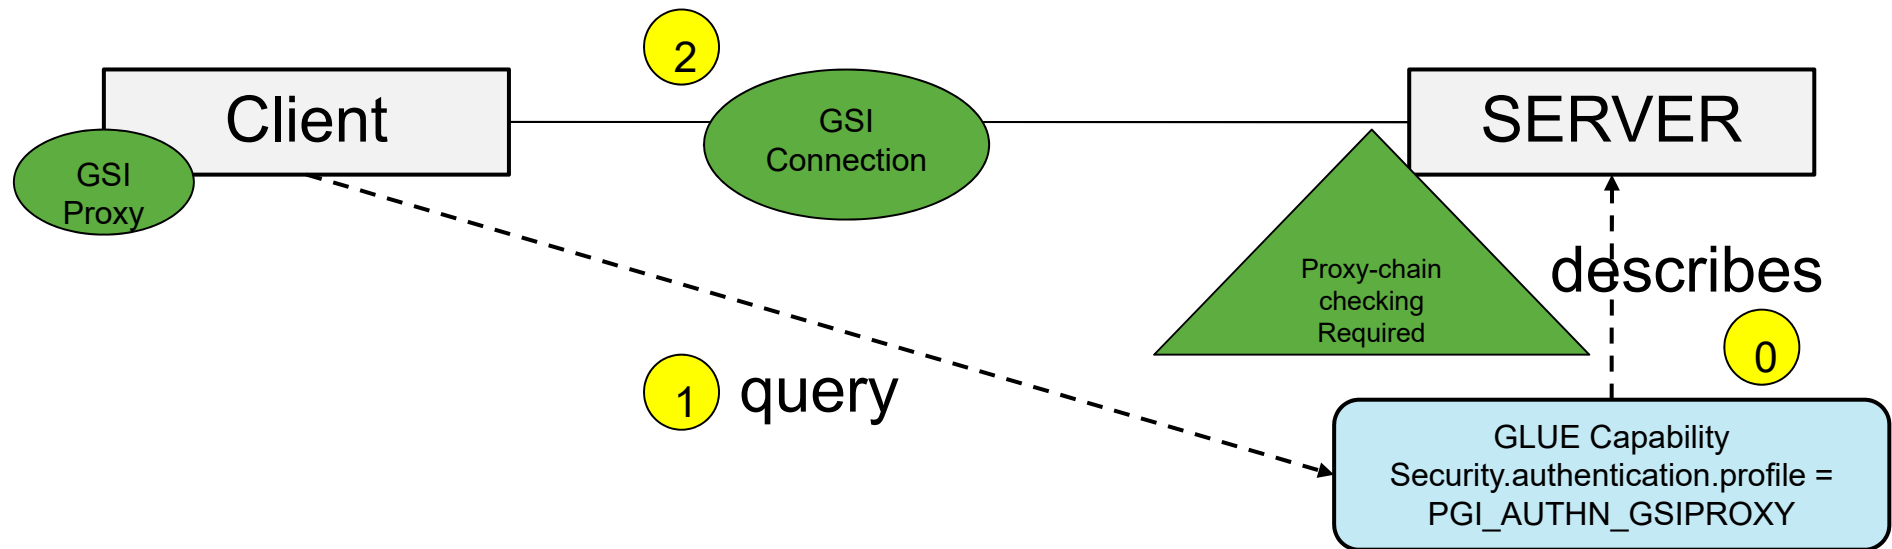 2
Client
GSI
Connection
SERVER
GSI
Proxy
Proxy-chain
checking
Required
describes
0
1
query
GLUE Capability
Security.authentication.profile =
PGI_AUTHN_GSIPROXY